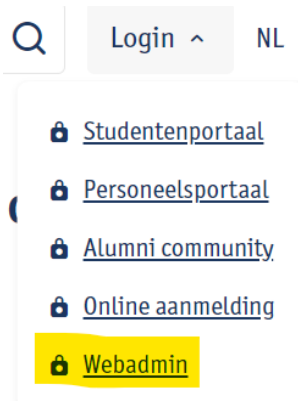 Login NL
Studentenportaal
Personeelsportaal
Alumni community
Online aanmelding
Webadmin